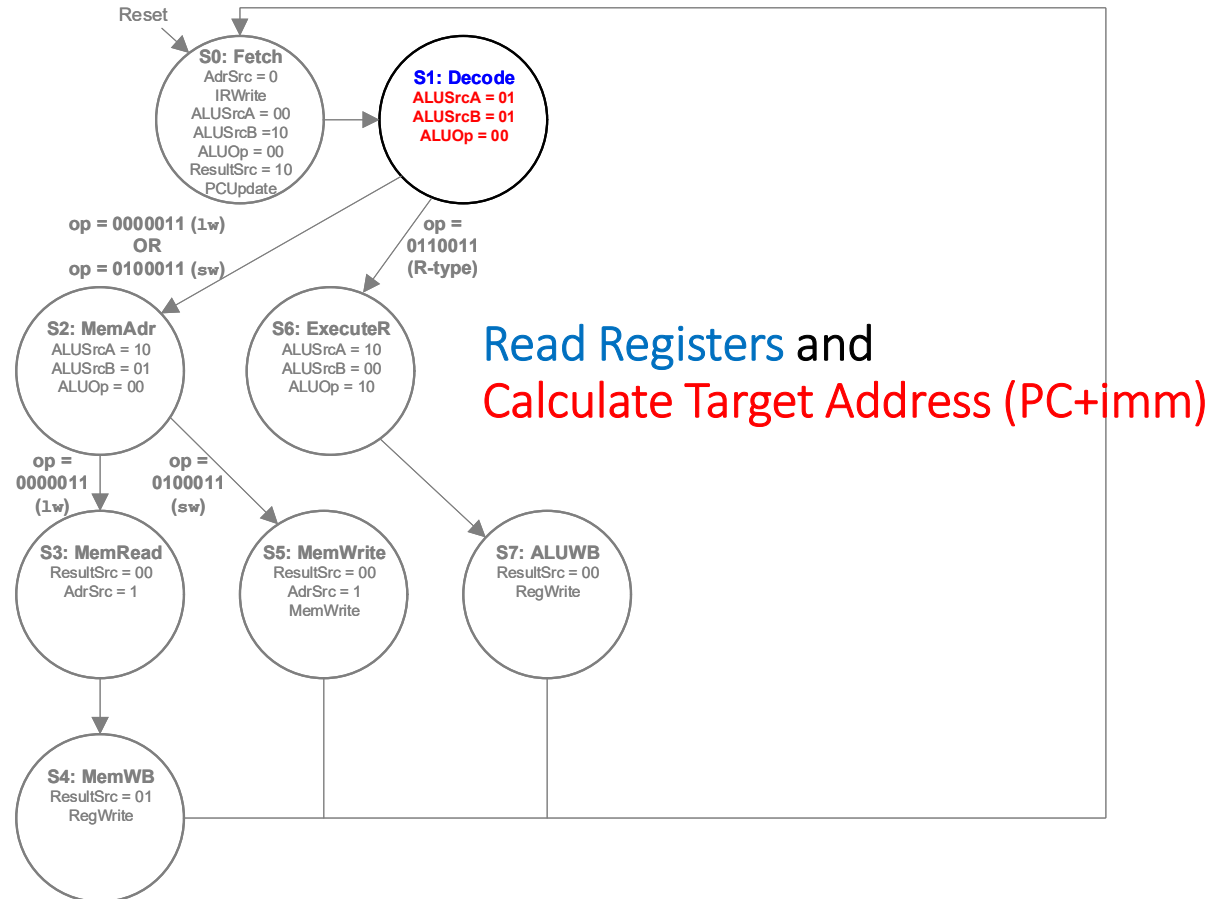 Reset
S0: Fetch
AdrSrc = 0
IRWrite
ALUSrcA = 00
ALUSrcB =10
ALUOp = 00
ResultSrc = 10
PCUpdate
S1: Decode
ALUSrcA = 01
ALUSrcB = 01
ALUOp = 00
op = 0000011 (lw)
OR
op = 0100011 (sw)
op =
0110011
(R-type)
S2: MemAdr
ALUSrcA = 10
ALUSrcB = 01
ALUOp = 00
S6: ExecuteR
ALUSrcA = 10
ALUSrcB = 00
ALUOp = 10
Read Registers and
Calculate Target Address (PC+imm)
op =
0000011
(lw)
op =
0100011
(sw)
S3: MemRead
ResultSrc = 00
AdrSrc = 1
S5: MemWrite
ResultSrc = 00
AdrSrc = 1
MemWrite
S7: ALUWB
ResultSrc = 00
RegWrite
S4: MemWB
ResultSrc = 01
RegWrite